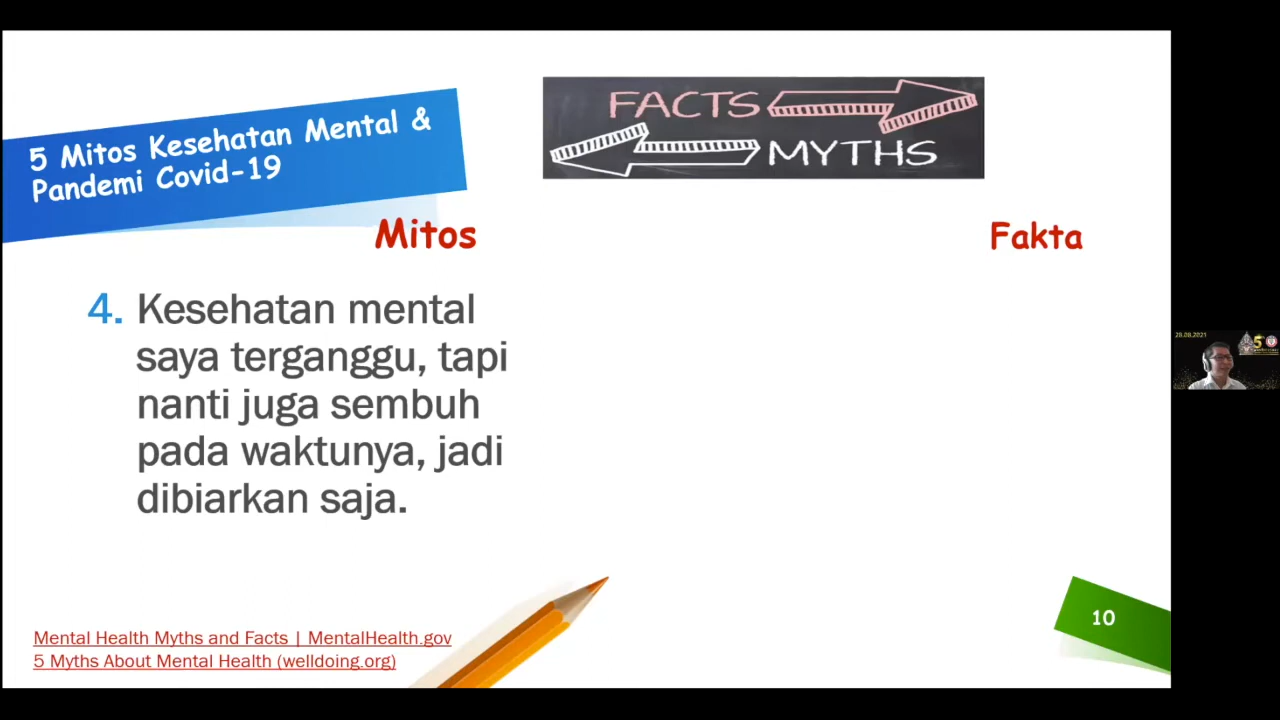 5 Mitos Kesehatan Mental &
Pandemi Covid-19
FACTS
MYTHS
Mitos
Fakta
4. Kesehatan mental
saya terganggu, tapi
nanti juga sembuh
pada waktunya, jadi
dibiarkan saja.
Mental Health Myths and Facts | MentalHealth.gov
5 Myths About Mental Health (welldoing.org)
10